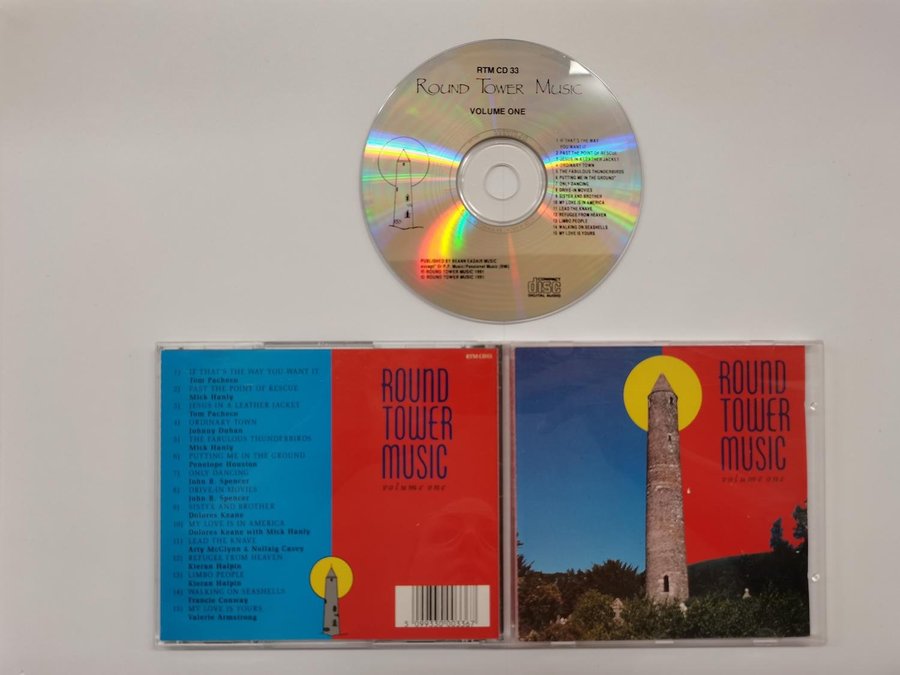 RTM CD 33
ROUND TOWER MUSIC
VOLUME ONE
1 IF THAT'S THE WAY
YOU WANT IT
2 PAST THE POINT OF RESCUE
3 JESUS IN A LEATHER JACKET
4 ORDINARY TOWN
5 THE FABULOUS THUNDERBIRDS
6 PUTTING ME IN THE GROUND*
7 ONLY DANCING
8 DRIVE-IN MOVIES
9 SISTER AND BROTHER
10 MY LOVE IS IN AMERICA
11 LEAD THE KNAVE
12 REFUGEE FROM HEAVEN
13 LIMBO PEOPLE
14 WALKING ON SEASHELLS
15 MY LOVE IS YOURS
PUBLISHED BY BEANN EADAIR MUSIC
ROUND TOWER MUSIC 1991
ROUND TOWER MUSIC 1991
COMPACT
disc
DIGITAL AUDIO
1) IF THAT'S THE WAY YOU WANT IT
Tom Pacheco
2) PAST THE POINT OF RESCUE
Mick Hanly
3) JESUS IN A LEATHER JACKET
Tom Pacheco
4) ORDINARY TOWN
Johnny Duhan
5) THE FABULOUS THUNDERBIRDS
Mick Hanly
6) PUTTING ME IN THE GROUND
Penelope Houston
7) ONLY DANCING
John B. Spencer
8) DRIVE-IN MOVIES
John B. Spencer
9) SISTER AND BROTHER
Dolores Keane
10) MY LOVE IS IN AMERICA
Dolores Keane with Mick Hanly
11) LEAD THE KNAVE
Arty McGlynn & Nollaig Casey
12) REFUGEE FROM HEAVEN
Kieran Halpin
13) LIMBO PEOPLE
Kieran Halpin
14) WALKING ON SEASHELLS
Francie Conway
15) MY LOVE IS YOURS
Valerie Armstrong
RTM CD33
ROUND
TOWER
MUSIC
volume one
5 099330 003367
ROUND
TOWER
MUSIC
volume one